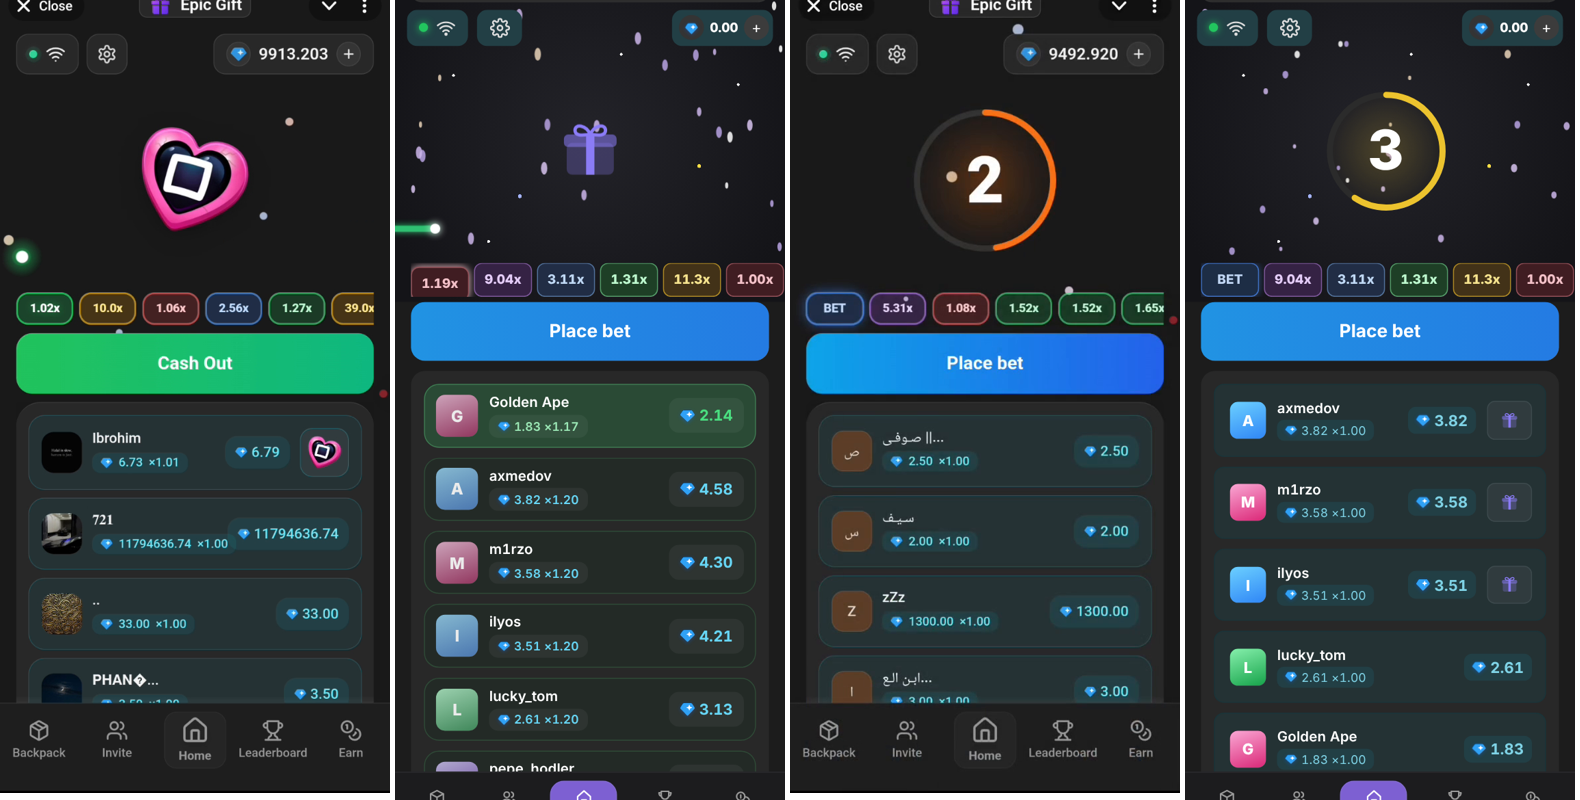 Close
Epic Gift
9913.203
+
1.02x
10.0x
1.06x
2.56x
1.27x
39.0x
Cash Out
Ibrohim
6.73 ×1.01
6.79
721
11794636.74 ×1.00
11794636.74
..
33.00 ×1.00
33.00
PHAN�...
3.50 ×1.00
3.50
Backpack
Invite
Home
Leaderboard
Earn
0.00
+
1.19x
9.04x
3.11x
1.31x
11.3x
1.00x
Place bet
G
Golden Ape
1.83 ×1.17
2.14
A
axmedov
3.82 ×1.20
4.58
M
m1rzo
3.58 ×1.20
4.30
I
ilyos
3.51 ×1.20
4.21
L
lucky_tom
2.61 ×1.20
3.13
pepe_hodler
Close
Epic Gift
9492.920
+
2
BET
5.31x
1.08x
1.52x
1.52x
1.65x
Place bet
ص
صوفى || ...
2.50 ×1.00
2.50
س
سيف
2.00 ×1.00
2.00
Z
zZz
1300.00 ×1.00
1300.00
ا
ابن الع...
3.00 ×1.00
3.00
Backpack
Invite
Home
Leaderboard
Earn
0.00
+
3
BET
9.04x
3.11x
1.31x
11.3x
1.00x
Place bet
A
axmedov
3.82 ×1.00
3.82
M
m1rzo
3.58 ×1.00
3.58
I
ilyos
3.51 ×1.00
3.51
L
lucky_tom
2.61 ×1.00
2.61
G
Golden Ape
1.83 ×1.00
1.83